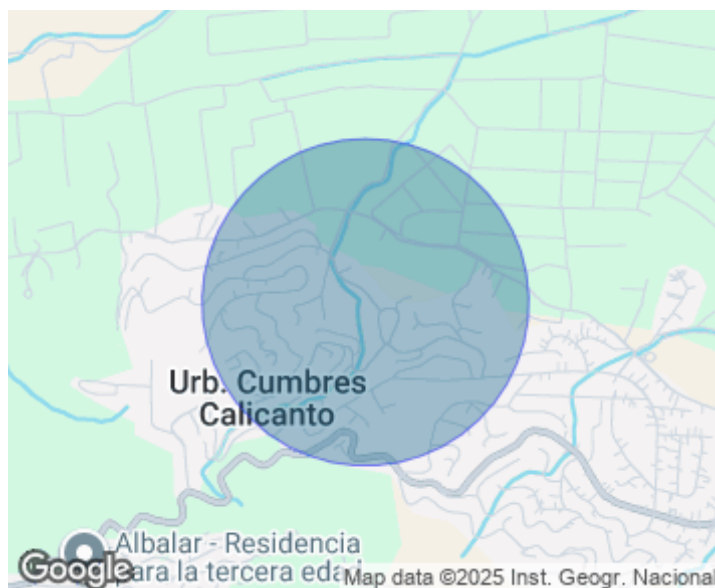 Urb. Cumbres
Calicanto
Albalar - Residencia
para la tercera edad
Google
Map data ©2025 Inst. Geogr. Nacional